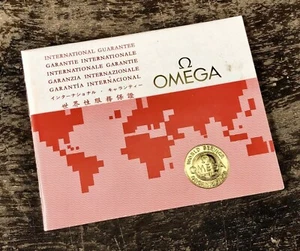 INTERNATIONAL GUARANTEE
GARANTIE INTERNATIONALE
INTERNATIONALE GARANTIE
GARANZIA INTERNAZIONALE
GARANTÍA INTERNACIONAL
インターナショナル・ギャランティー
世界性服務保證
Ω
OMEGA